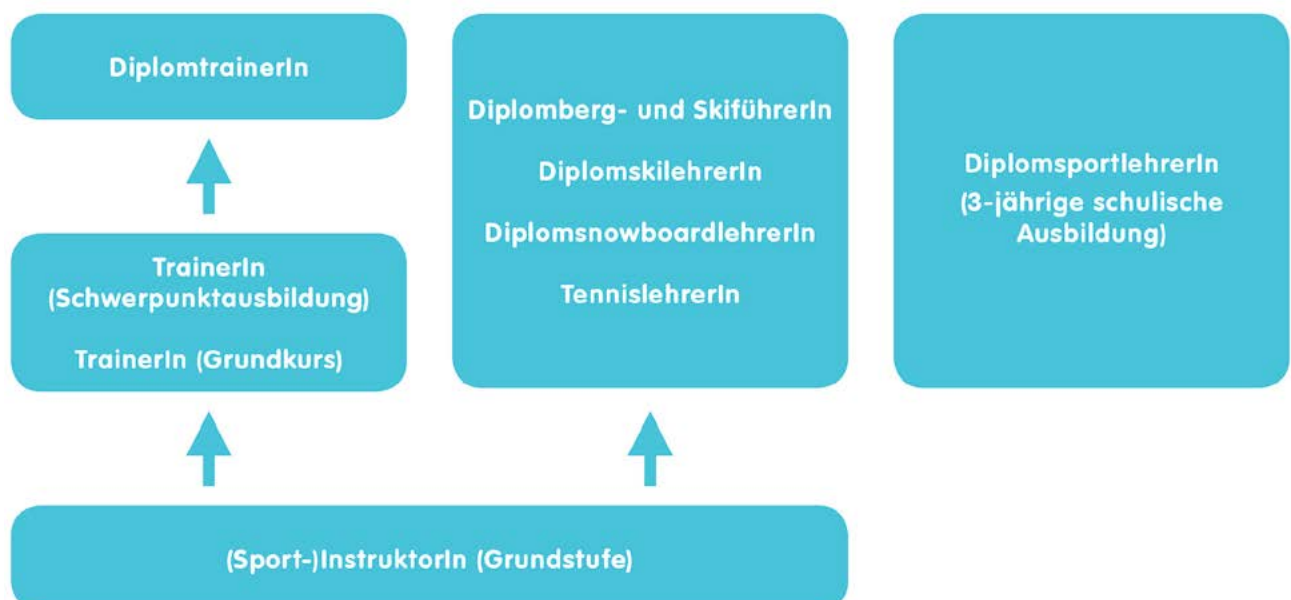 DiplomtrainerIn
TrainerIn
(Schwerpunktausbildung)
TrainerIn (Grundkurs)
Diplomberg- und SkiführerIn
DiplomskilehrerIn
DiplomsnowboardlehrerIn
TennislehrerIn
DiplomsportlehrerIn
(3-jährige schulische
Ausbildung)
(Sport-)InstruktorIn (Grundstufe)